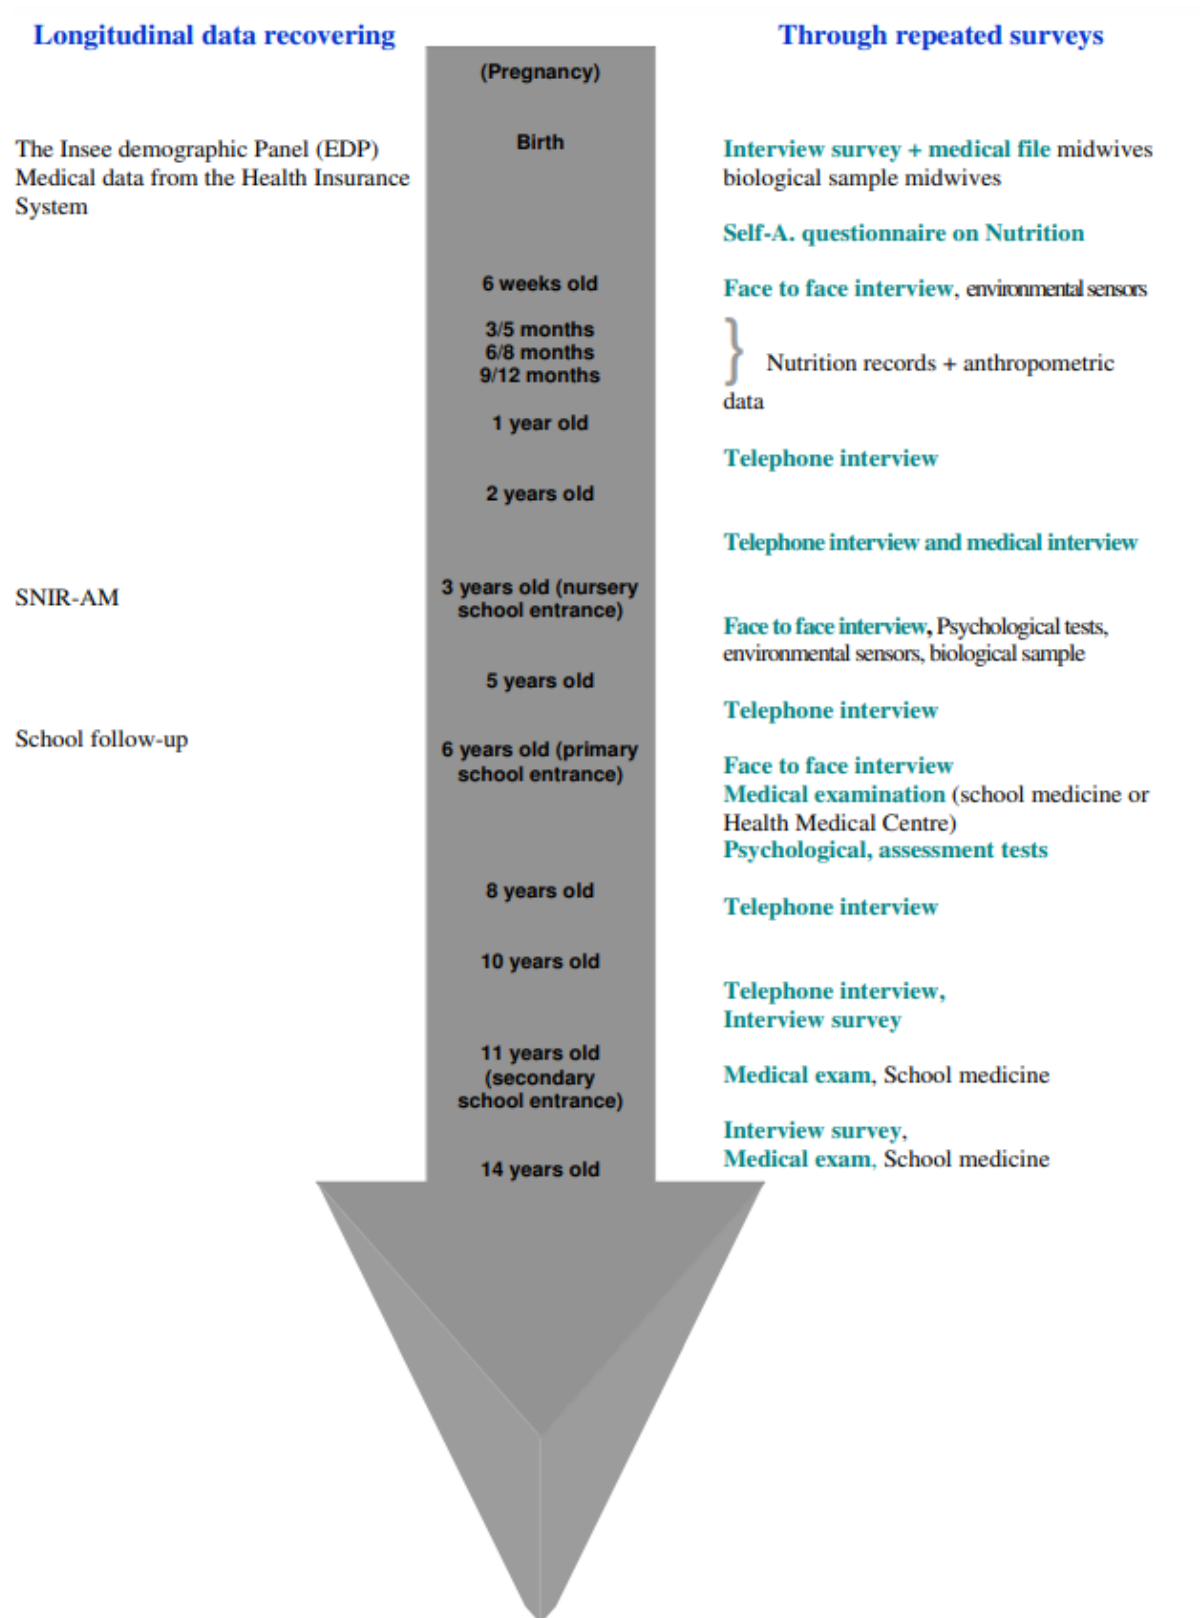 Longitudinal data recovering
Through repeated surveys
(Pregnancy)
Birth
The Insee demographic Panel (EDP)
Medical data from the Health Insurance
System
Interview survey + medical file midwives
biological sample midwives
Self-A. questionnaire on Nutrition
6 weeks old
Face to face interview, environmental sensors
3/5 months
6/8 months
9/12 months
} Nutrition records + anthropometric
data
1 year old
Telephone interview
2 years old
Telephone interview and medical interview
SNIR-AM
3 years old (nursery
school entrance)
Face to face interview, Psychological tests,
environmental sensors, biological sample
5 years old
Telephone interview
School follow-up
6 years old (primary
school entrance)
Face to face interview
Medical examination (school medicine or
Health Medical Centre)
Psychological, assessment tests
8 years old
Telephone interview
10 years old
Telephone interview,
Interview survey
11 years old
(secondary
school entrance)
Medical exam, School medicine
Interview survey,
Medical exam, School medicine
14 years old